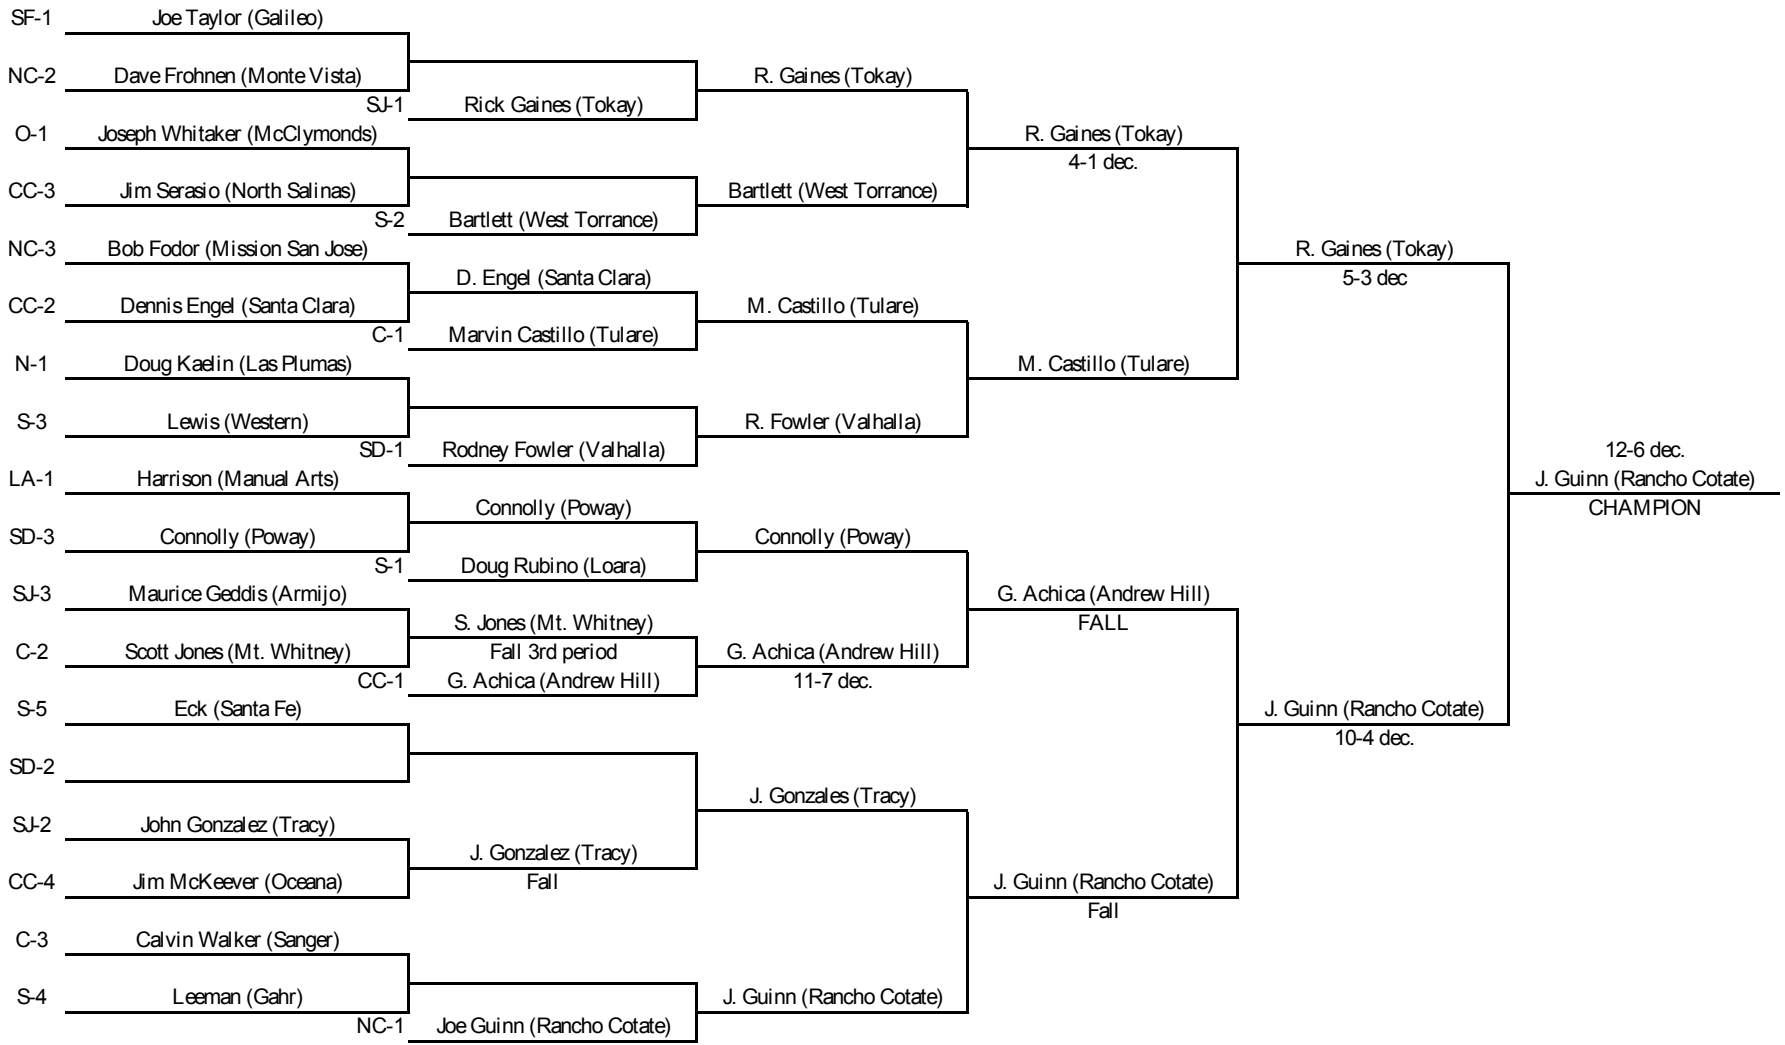 SF-1 Joe Taylor (Galileo)
NC-2 Dave Frohnen (Monte Vista) R. Gaines (Tokay)
SJ-1 Rick Gaines (Tokay)
O-1 Joseph Whitaker (McClymonds) R. Gaines (Tokay)
4-1 dec.
CC-3 Jim Serasio (North Salinas) Bartlett (West Torrance)
S-2 Bartlett (West Torrance)
NC-3 Bob Fodor (Mission San Jose) R. Gaines (Tokay)
D. Engel (Santa Clara) 5-3 dec
CC-2 Dennis Engel (Santa Clara) M. Castillo (Tulare)
C-1 Marvin Castillo (Tulare)
N-1 Doug Kaelin (Las Plumas) M. Castillo (Tulare)
S-3 Lewis (Western) R. Fowler (Valhalla)
SD-1 Rodney Fowler (Valhalla) 12-6 dec.
LA-1 Harrison (Manual Arts) J. Guinn (Rancho Cotate)
Connolly (Poway) CHAMPION
SD-3 Connolly (Poway) Connolly (Poway)
S-1 Doug Rubino (Loara)
SJ-3 Maurice Geddis (Armijo) G. Achica (Andrew Hill)
S. Jones (Mt. Whitney) FALL
C-2 Scott Jones (Mt. Whitney) Fall 3rd period G. Achica (Andrew Hill)
CC-1 G. Achica (Andrew Hill) 11-7 dec.
S-5 Eck (Santa Fe) J. Guinn (Rancho Cotate)
10-4 dec.
SD-2
J. Gonzales (Tracy)
SJ-2 John Gonzalez (Tracy)
J. Gonzalez (Tracy)
CC-4 Jim McKeever (Oceana) Fall J. Guinn (Rancho Cotate)
Fall
C-3 Calvin Walker (Sanger)
S-4 Leeman (Gahr) J. Guinn (Rancho Cotate)
NC-1 Joe Guinn (Rancho Cotate)